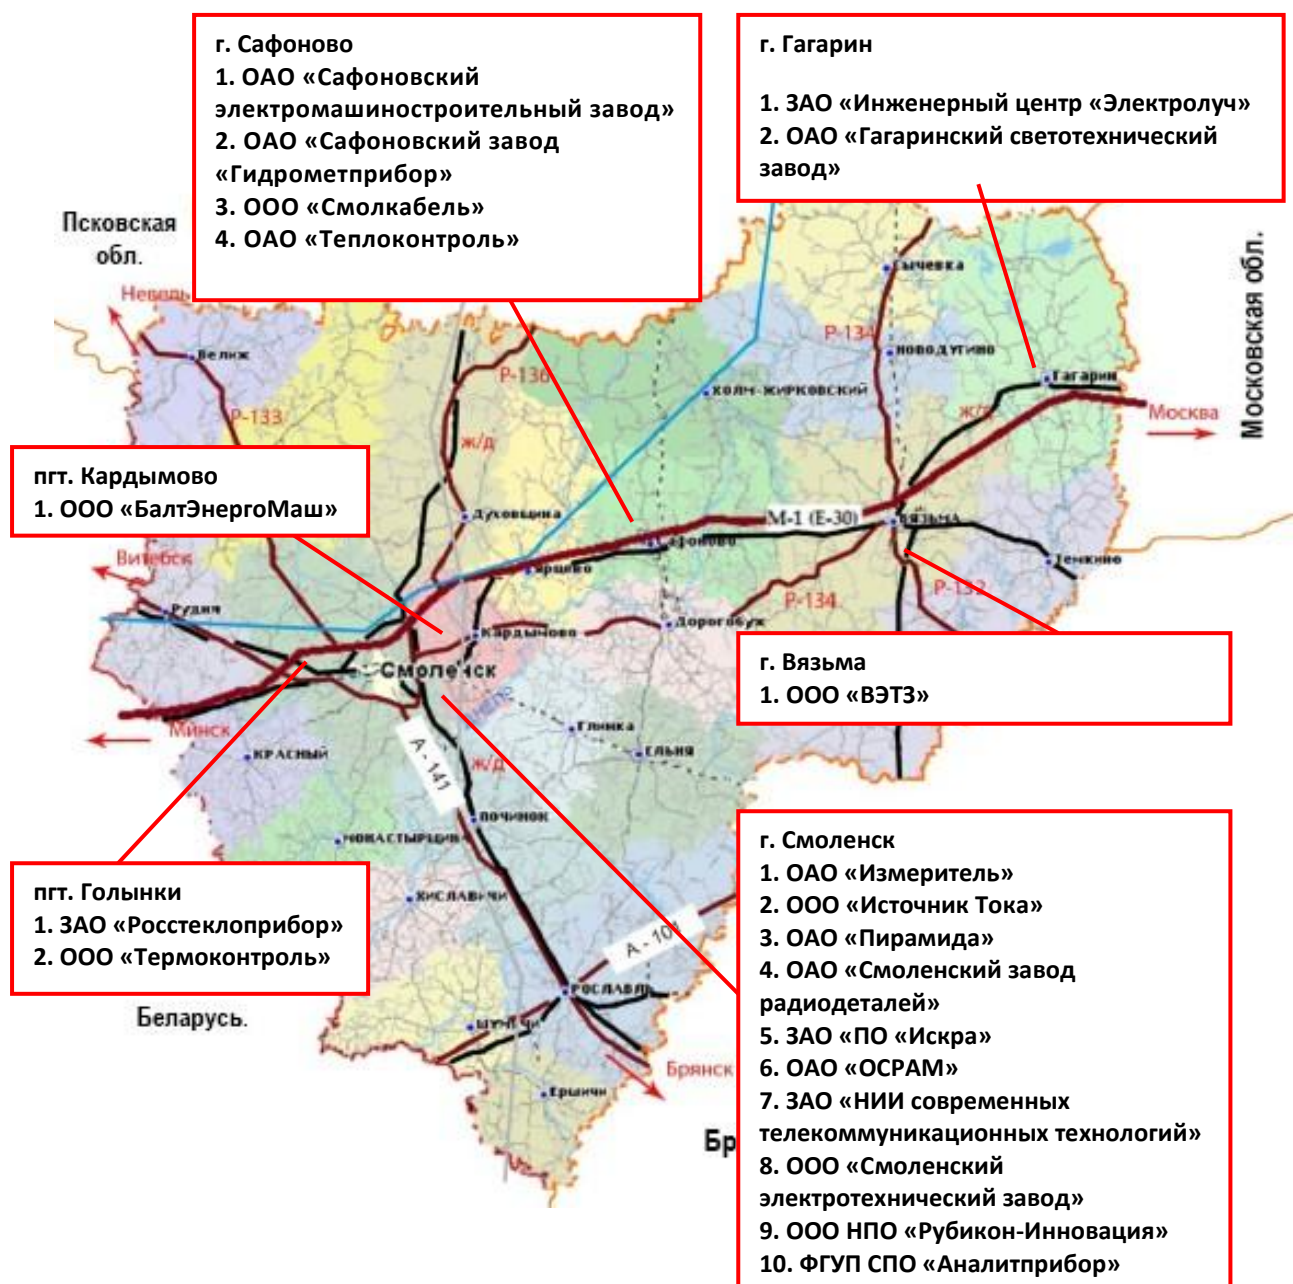 г. Сафоново
1. ОАО «Сафоновский
электромашиностроительный завод»
2. ОАО «Сафоновский завод
«Гидрометприбор»
3. ООО «Смолкабель»
4. ОАО «Теплоконтроль»
г. Гагарин
1. ЗАО «Инженерный центр «Электролуч»
2. ОАО «Гагаринский светотехнический
завод»
Псковская
обл.
Московская обл.
Невель
Сычевка
Р-134
Велиж
НОВОДУГИНО
Р-136
Гагарин
ХОЛМ-ЖИРКОВСКИЙ
Р-133
ж/д
Москва
ж/д
пгт. Кардымово
1. ООО «БалтЭнергоМаш»
Духовщина
М-1 (Е-30)
ВЯЗЬМА
Сафоново
Витебск
Ярцево
Темкино
Рудня
Р-134
Р-132
Дорогобуж
Кардымово
Смоленск
г. Вязьма
1. ООО «ВЭТЗ»
Минск
Глинка
ЕЛЬНЯ
КРАСНЫЙ
А - 141
ж/д
ПОЧИНОК
МОНАСТЫРЩИНА
г. Смоленск
1. ОАО «Измеритель»
2. ООО «Источник Тока»
3. ОАО «Пирамида»
4. ОАО «Смоленский завод
радиодеталей»
5. ЗАО «ПО «Искра»
6. ОАО «ОСРАМ»
7. ЗАО «НИИ современных
телекоммуникационных технологий»
8. ООО «Смоленский
электротехнический завод»
9. ООО НПО «Рубикон-Инновация»
10. ФГУП СПО «Аналитприбор»
пгт. Голынки
1. ЗАО «Росстеклоприбор»
2. ООО «Термоконтроль»
ХИСЛАВИЧИ
А - 101
РОСЛАВЛЬ
Беларусь.
Брянск
Ершичи
Бр